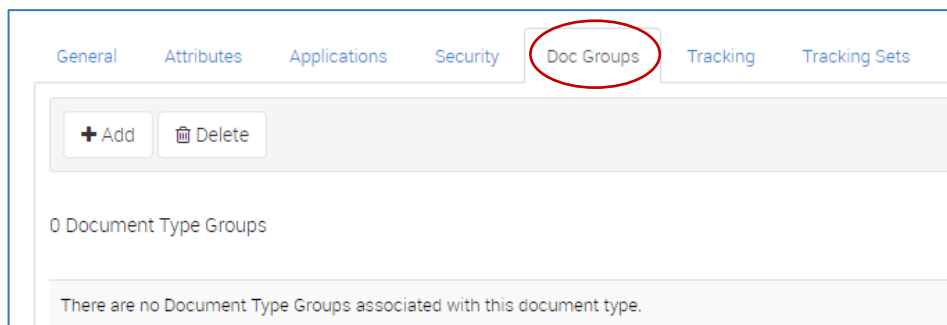 General Attributes Applications Security Doc Groups Tracking Tracking Sets
Add Delete
0 Document Type Groups
There are no Document Type Groups associated with this document type.